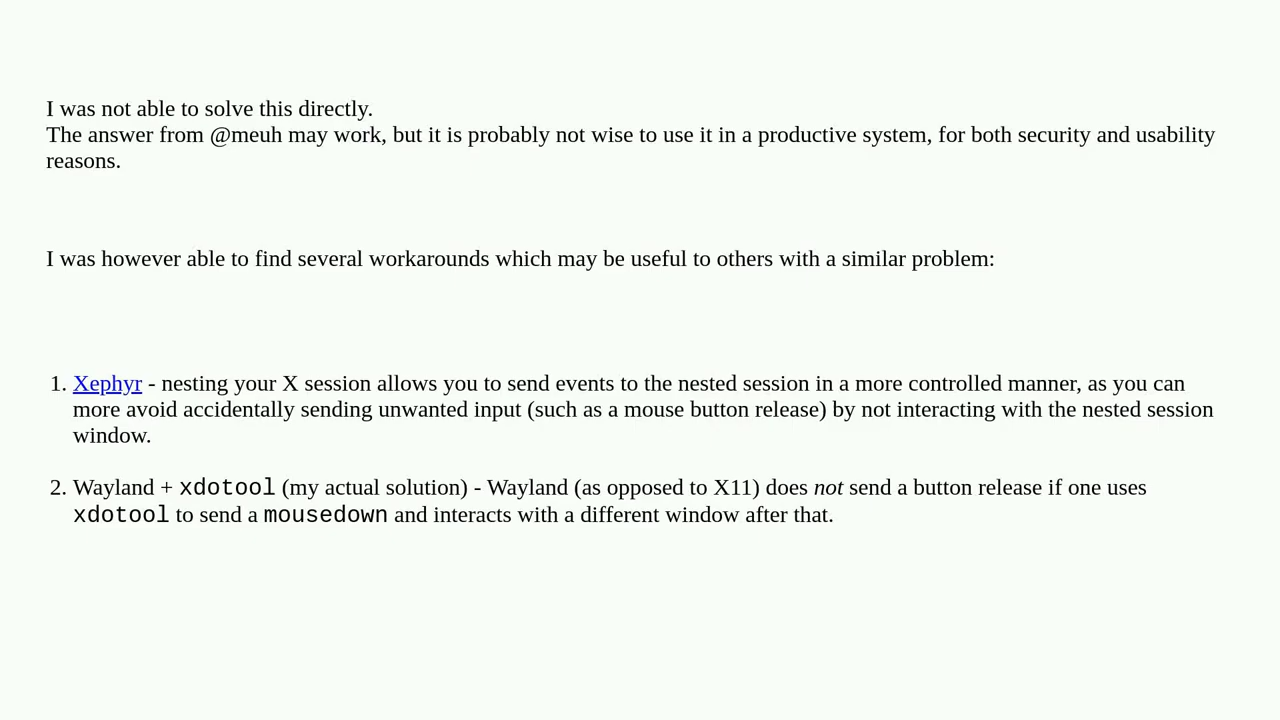 I was not able to solve this directly.
The answer from @meuh may work, but it is probably not wise to use it in a productive system, for both security and usability
reasons.
I was however able to find several workarounds which may be useful to others with a similar problem:
1. Xephyr - nesting your X session allows you to send events to the nested session in a more controlled manner, as you can
more avoid accidentally sending unwanted input (such as a mouse button release) by not interacting with the nested session
window.
2. Wayland + xdotool (my actual solution) - Wayland (as opposed to X11) does not send a button release if one uses
xdotool to send a mousedown and interacts with a different window after that.